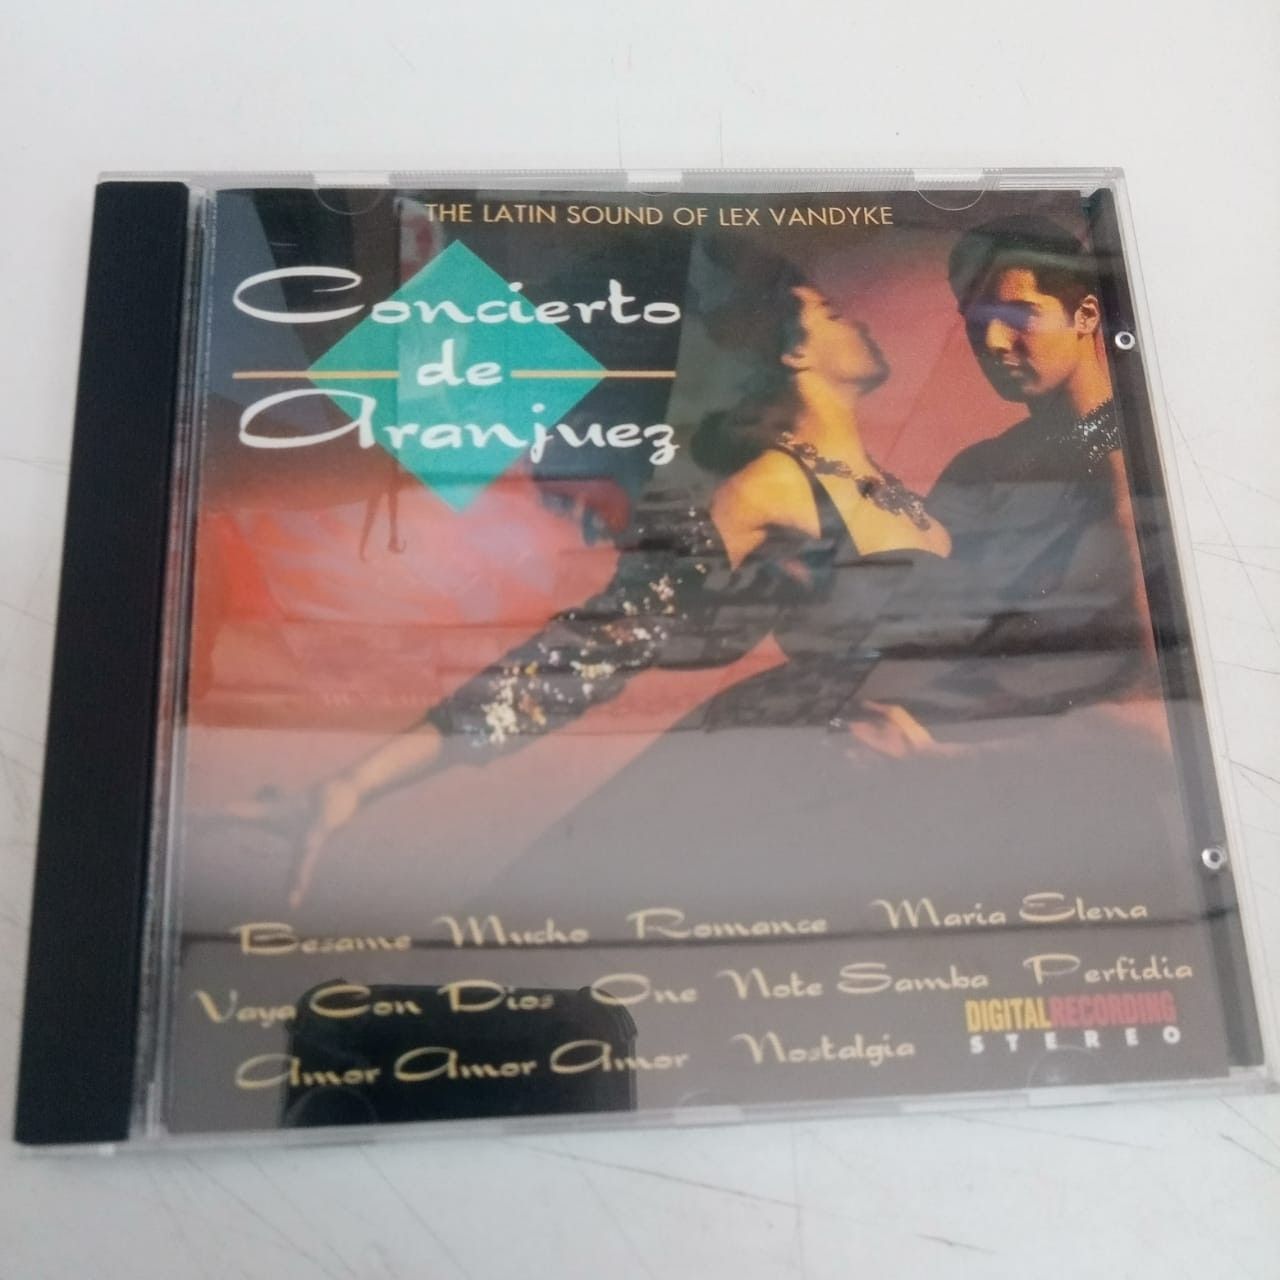 THE LATIN SOUND OF LEX VANDYKE
Concierto
de
Aranjuez
Besame Mucho Romance Maria Elena
Vaya Con Dios One Note Samba Perfidia
Amor Amor Amor Nostalgia
DIGITAL RECORDING
STEREO